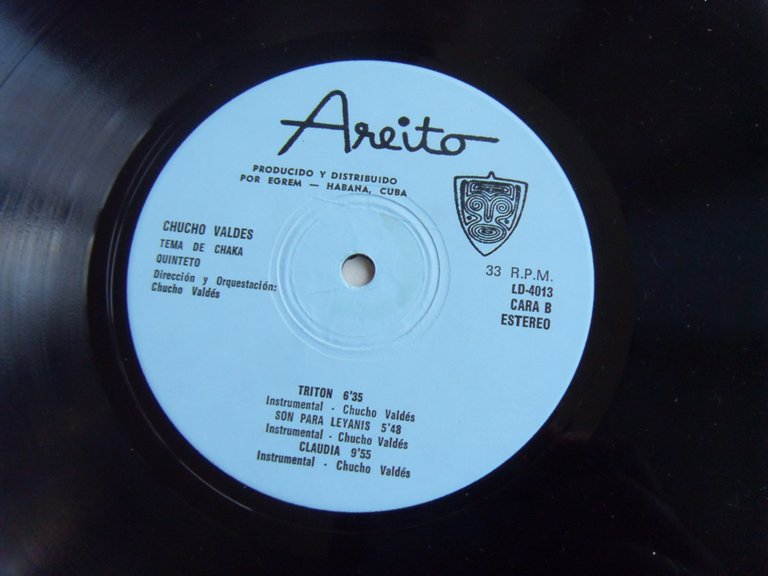 Areito
PRODUCIDO Y DISTRIBUIDO
POR EGREM — HABANA, CUBA
CHUCHO VALDES
TEMA DE CHAKA
QUINTETO
Dirección y Orquestación:
Chucho Valdés
33 R.P.M.
LD-4013
CARA B
ESTEREO
TRITON 6'35
Instrumental - Chucho Valdés
SON PARA LEYANIS 5'48
Instrumental - Chucho Valdés
CLAUDIA 9'55
Instrumental - Chucho Valdés